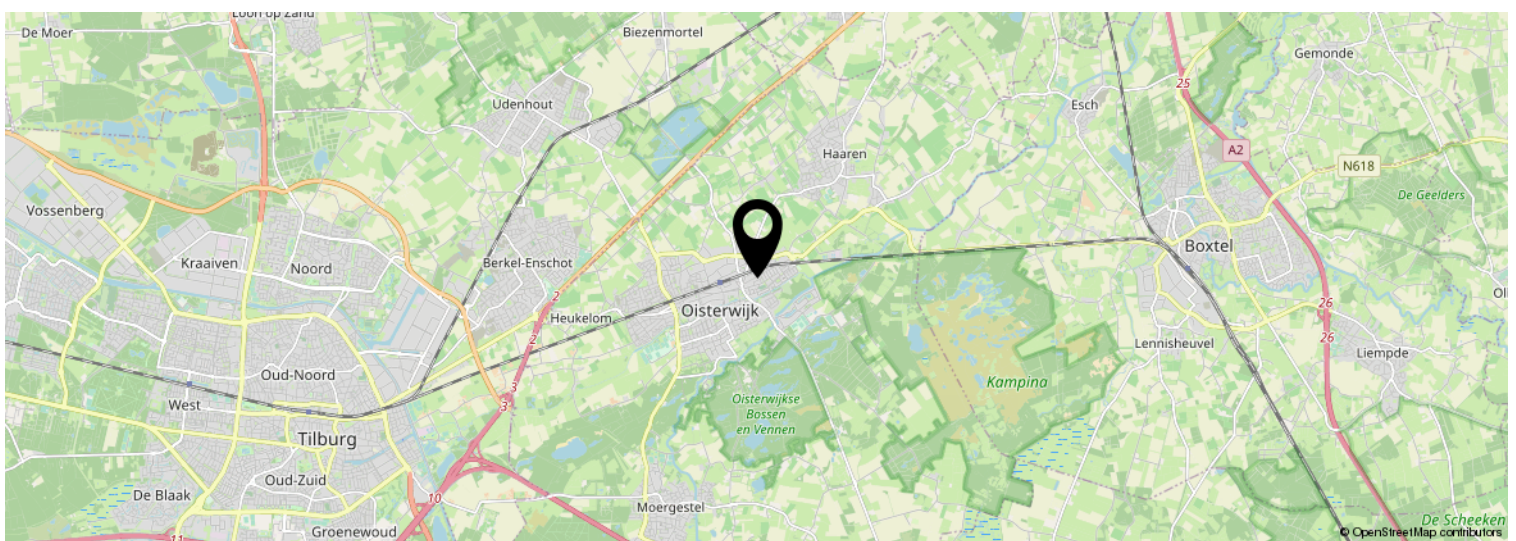 Loon op Zand
De Moer
Biezenmortel
Gemonde
25
Udenhout
Esch
A2
Haaren
N618
De Geelders
Vossenberg
Boxtel
Kraaiven
Noord
Berkel-Enschot
2
26
Heukelom
Oisterwijk
2
26
Lennisheuvel
Liempde
Oud-Noord
Kampina
3
West
3
Oisterwijkse
Bossen
en Vennen
Tilburg
Oud-Zuid
De Blaak
10
Moergestel
De Scheeken
Groenewoud
© OpenStreetMap contributors
11